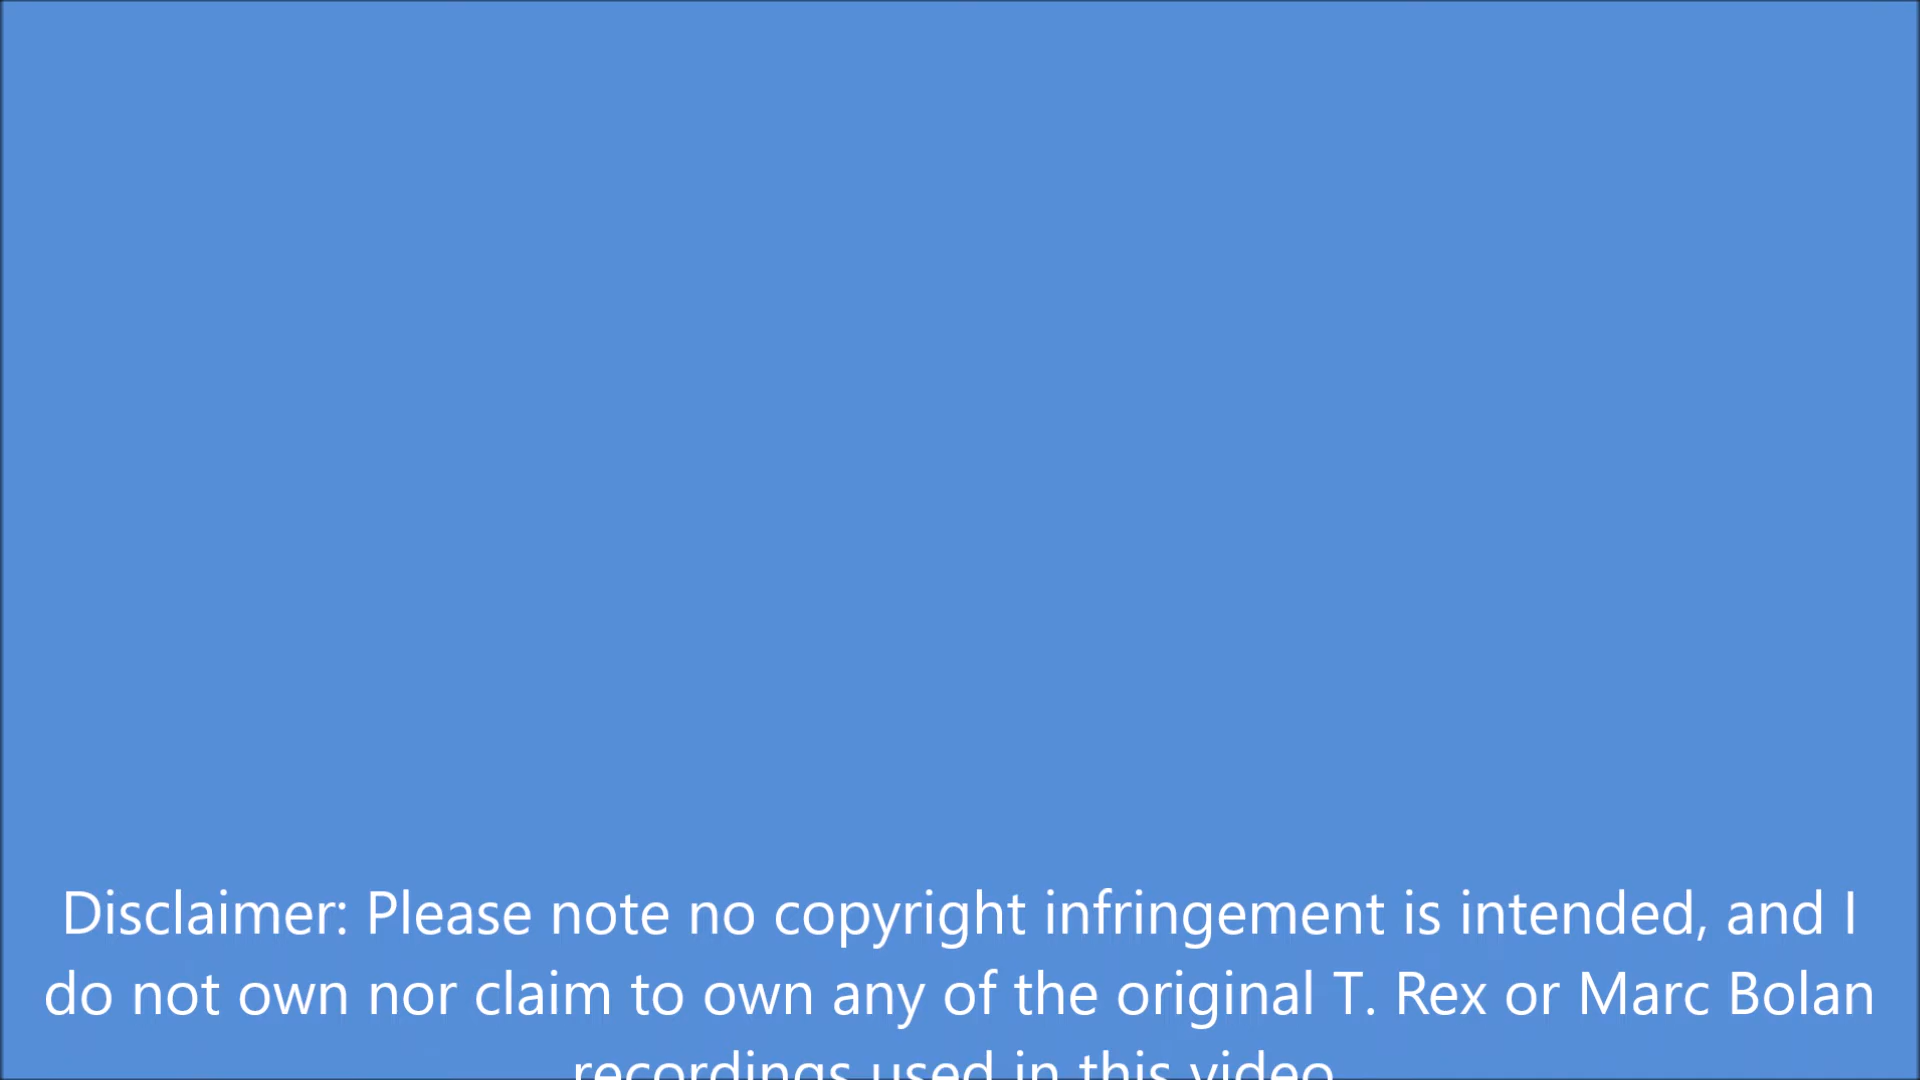 Disclaimer: Please note no copyright infringement is intended, and I
do not own nor claim to own any of the original T. Rex or Marc Bolan
recordings used in this video